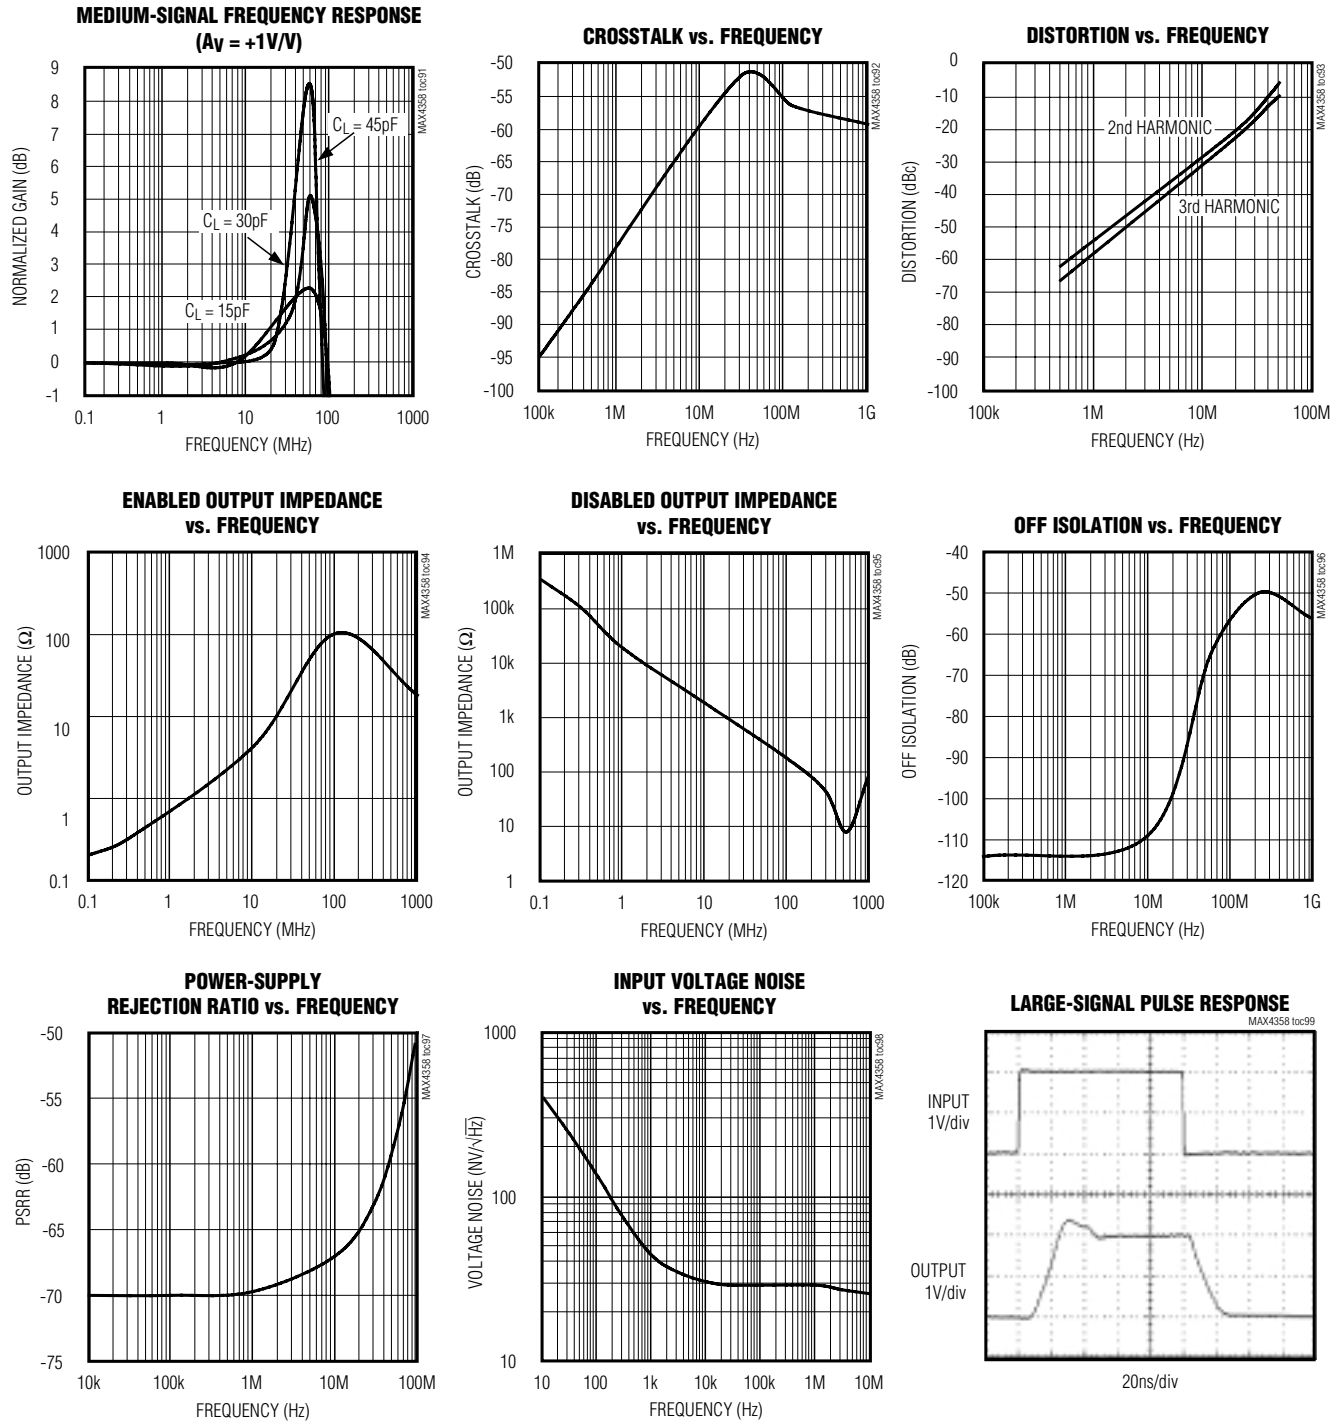 MEDIUM-SIGNAL FREQUENCY RESPONSE
(AV = +1V/V)
MAX4358 toc91
NORMALIZED GAIN (dB)
9
8
7
6
5
4
3
2
1
0
-1
CL = 45pF
CL = 30pF
CL = 15pF
0.1 1 10 100 1000
FREQUENCY (MHz)
CROSSTALK vs. FREQUENCY
MAX4358 toc92
CROSSTALK (dB)
-50
-55
-60
-65
-70
-75
-80
-85
-90
-95
-100
100k 1M 10M 100M 1G
FREQUENCY (Hz)
DISTORTION vs. FREQUENCY
MAX4358 toc93
DISTORTION (dBc)
0
-10
-20
-30
-40
-50
-60
-70
-80
-90
-100
2nd HARMONIC
3rd HARMONIC
100k 1M 10M 100M
FREQUENCY (Hz)
ENABLED OUTPUT IMPEDANCE
vs. FREQUENCY
MAX4358 toc94
OUTPUT IMPEDANCE (Ω)
1000
100
10
1
0.1
0.1 1 10 100 1000
FREQUENCY (MHz)
DISABLED OUTPUT IMPEDANCE
vs. FREQUENCY
MAX4358 toc95
OUTPUT IMPEDANCE (Ω)
1M
100k
10k
1k
100
10
1
0.1 1 10 100 1000
FREQUENCY (MHz)
OFF ISOLATION vs. FREQUENCY
MAX4358 toc96
OFF ISOLATION (dB)
-40
-50
-60
-70
-80
-90
-100
-110
-120
100k 1M 10M 100M 1G
FREQUENCY (Hz)
POWER-SUPPLY
REJECTION RATIO vs. FREQUENCY
MAX4358 toc97
PSRR (dB)
-50
-55
-60
-65
-70
-75
10k 100k 1M 10M 100M
FREQUENCY (Hz)
INPUT VOLTAGE NOISE
vs. FREQUENCY
MAX4358 toc98
VOLTAGE NOISE (NV/√Hz)
1000
100
10
10 100 1k 10k 100k 1M 10M
FREQUENCY (Hz)
LARGE-SIGNAL PULSE RESPONSE
MAX4358 toc99
INPUT
1V/div
OUTPUT
1V/div
20ns/div